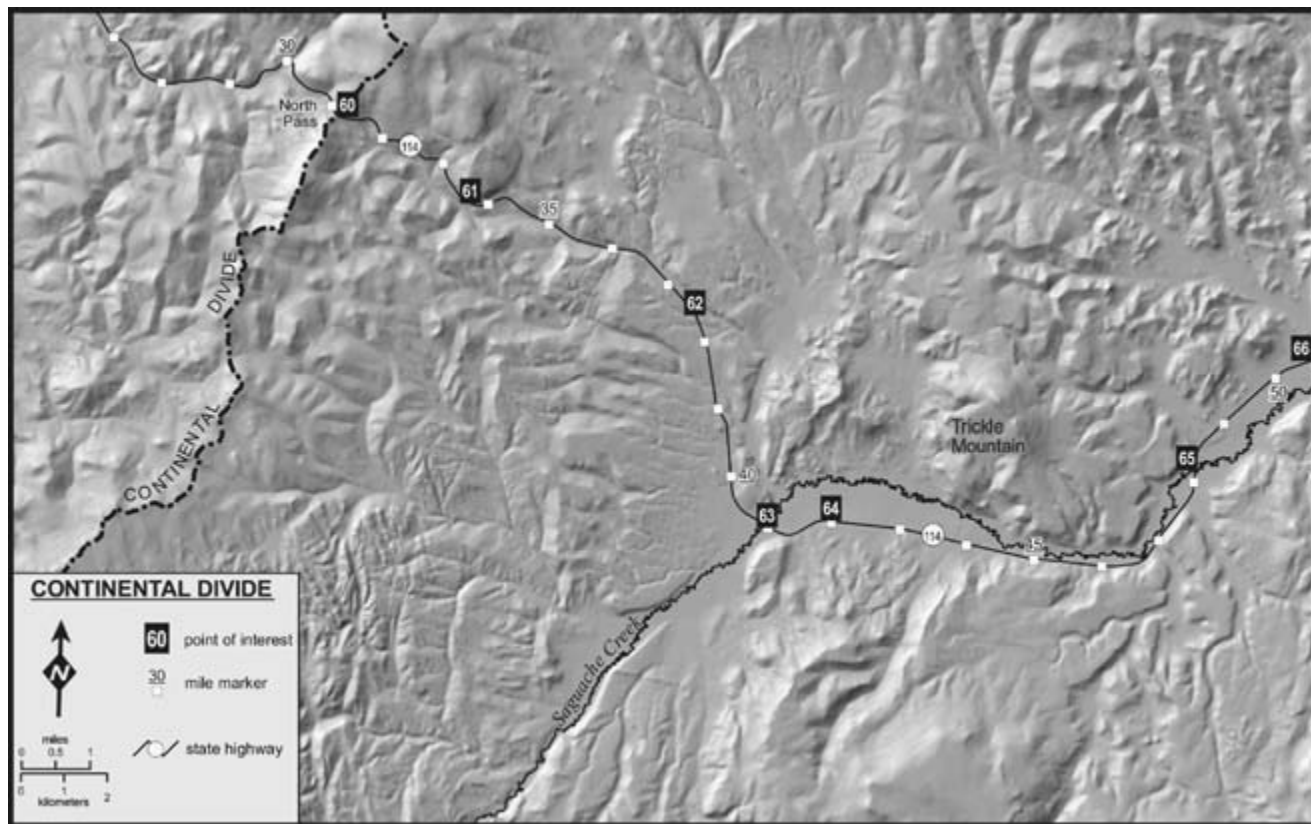 30
North
Pass
60
114
61
35
DIVIDE
62
CONTINENTAL
66
50
Trickle
Mountain
65
40
63
64
114
45
Saguache Creek
CONTINENTAL DIVIDE
N
60 point of interest
30 mile marker
state highway
miles
0 0.5 1
0 1 2
kilometers